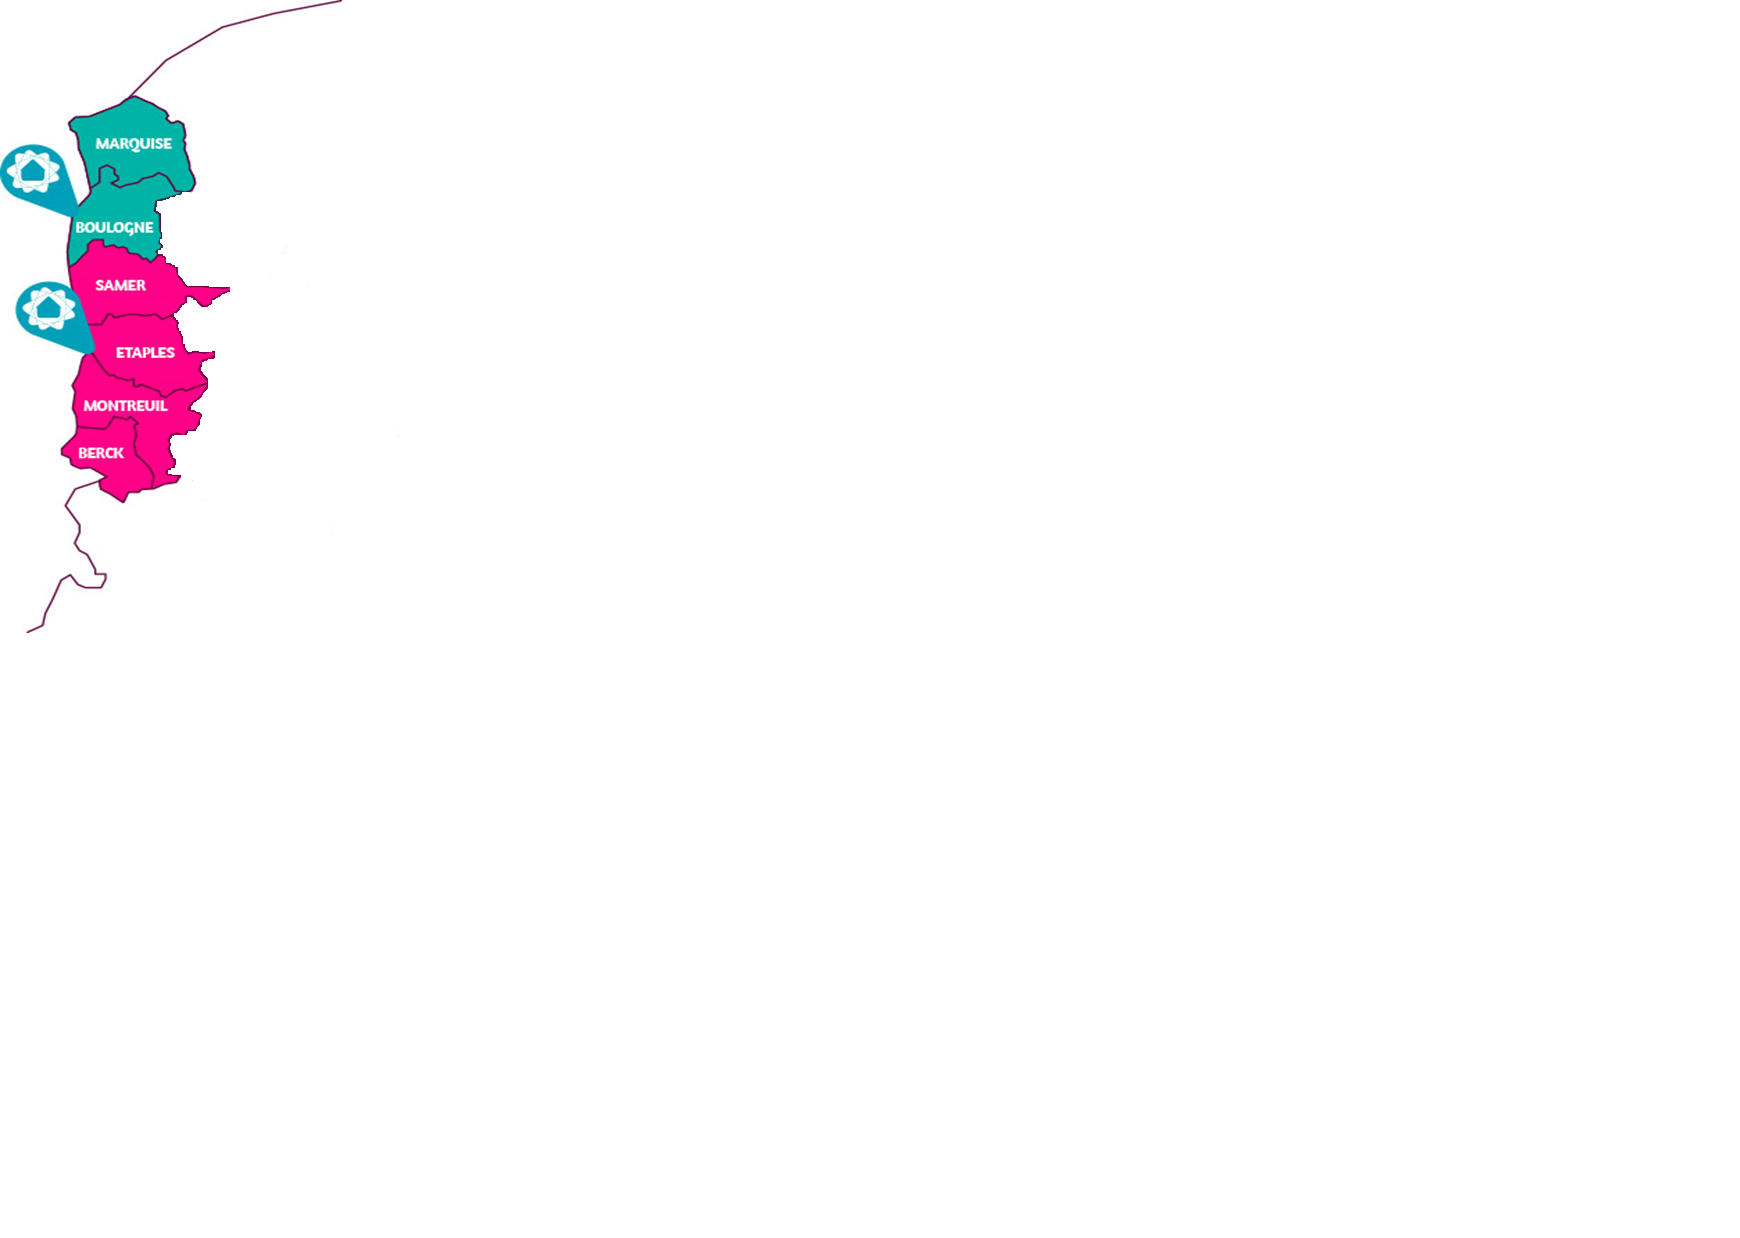 MARQUISE
BOULOGNE
SAMER
ETAPLES
MONTREUIL
BERCK